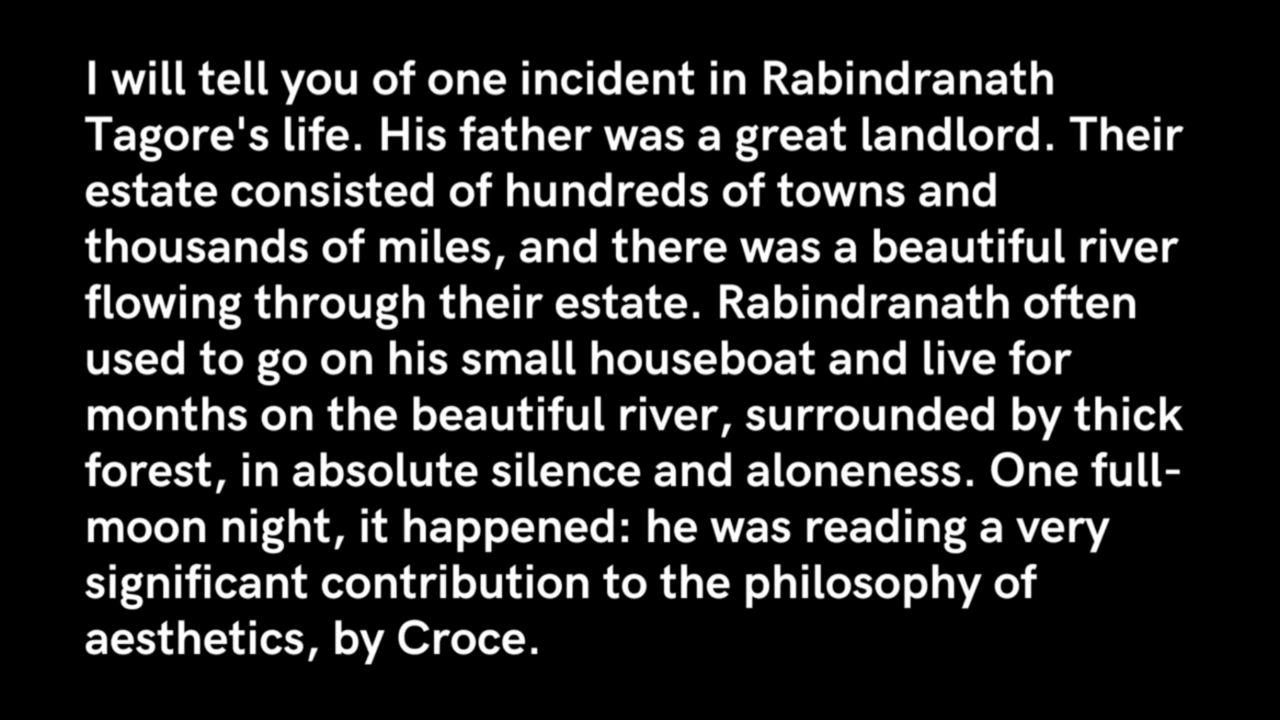 I will tell you of one incident in Rabindranath
Tagore's life. His father was a great landlord. Their
estate consisted of hundreds of towns and
thousands of miles, and there was a beautiful river
flowing through their estate. Rabindranath often
used to go on his small houseboat and live for
months on the beautiful river, surrounded by thick
forest, in absolute silence and aloneness. One full-
moon night, it happened: he was reading a very
significant contribution to the philosophy of
aesthetics, by Croce.